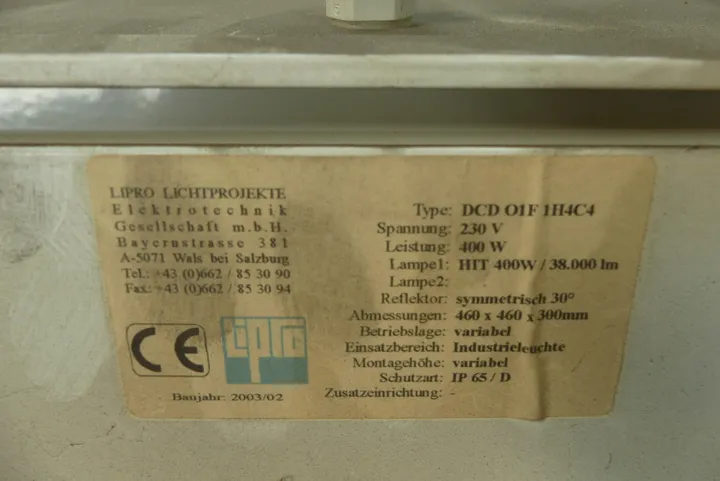 LIPRO LICHTPROJEKTE
Elektrotechnik
Gesellschaft m.b.H.
Bayernstrasse 381
A-5071 Wals bei Salzburg
Tel.: +43 (0)662 / 85 30 90
Fax: +43 (0)662 / 85 30 94
CE
Lipro
Baujahr: 2003/02
Type: DCD O1F 1H4C4
Spannung: 230 V
Leistung: 400 W
Lampe1: HIT 400W / 38.000 lm
Lampe2:
Reflektor: symmetrisch 30°
Abmessungen: 460 x 460 x 300mm
Betriebslage: variabel
Einsatzbereich: Industrieleuchte
Montagehöhe: variabel
Schutzart: IP 65 / D
Zusatzeinrichtung: -